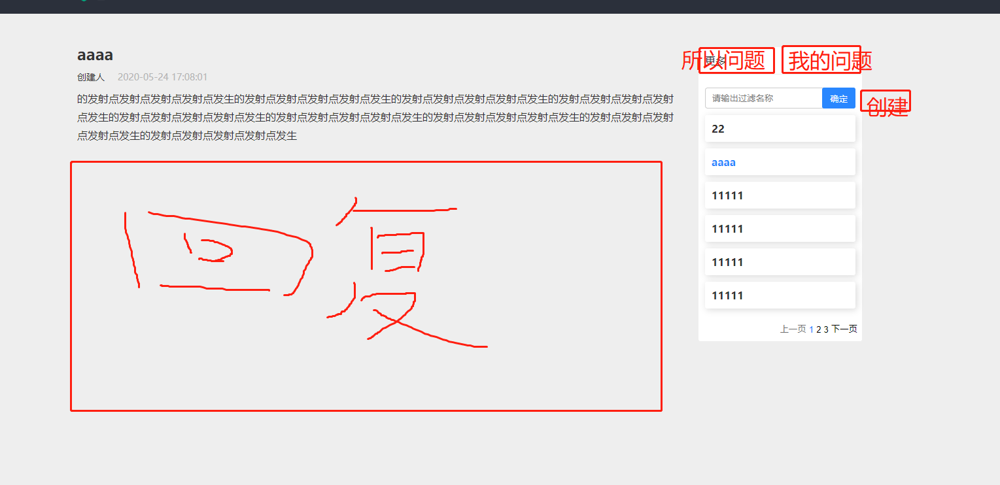 aaaa
创建人 2020-05-24 17:08:01
的发射点发射点发射点发射点发生的发射点发射点发射点发射点发生的发射点发射点发射点发射点发生的发射点发射点发射点发射
点发生的发射点发射点发射点发射点发生的发射点发射点发射点发射点发生的发射点发射点发射点发射点发生的发射点发射点发射
点发射点发生的发射点发射点发射点发射点发生
回复
所以问题 我的问题
更多
请输出过滤名称 确定
创建
22
aaaa
11111
11111
11111
11111
上一页 1 2 3 下一页